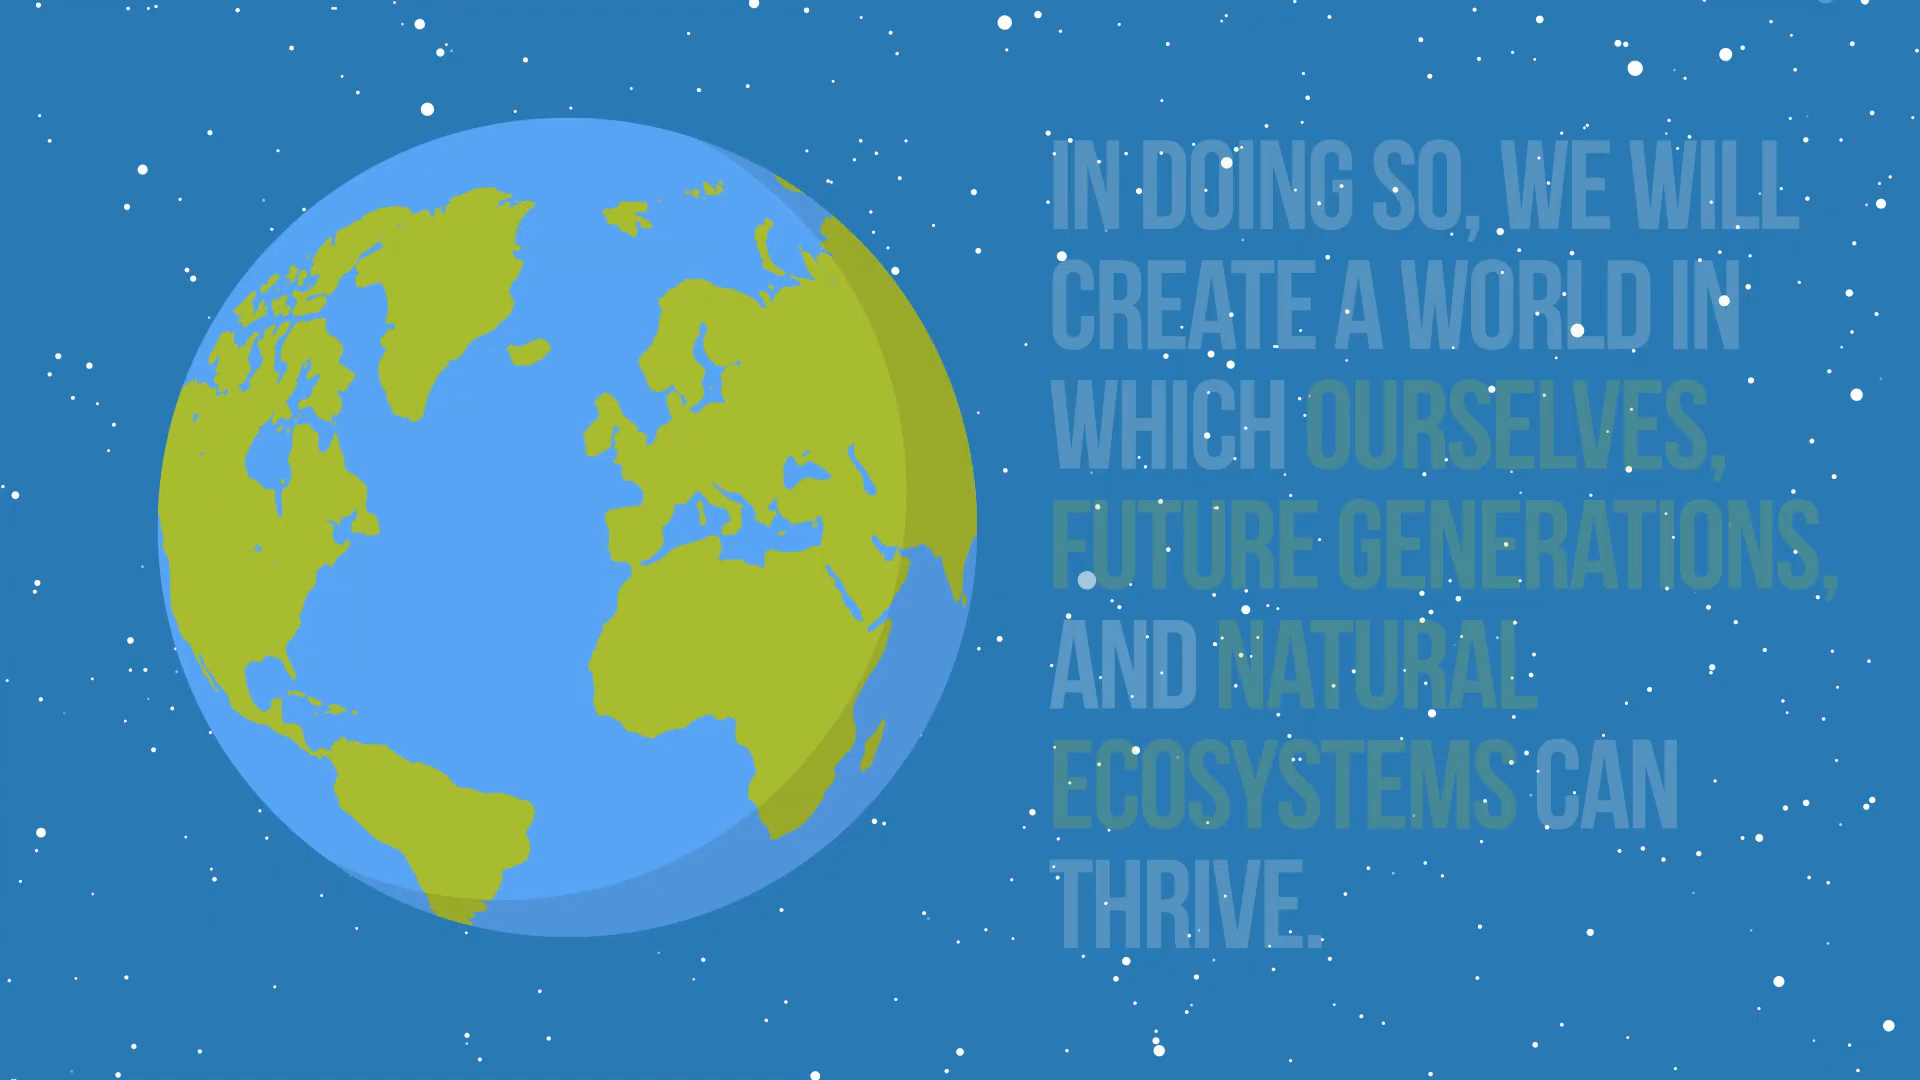 IN DOING SO, WE WILL
CREATE A WORLD IN
WHICH OURSELVES,
FUTURE GENERATIONS,
AND NATURAL
ECOSYSTEMS CAN
THRIVE.